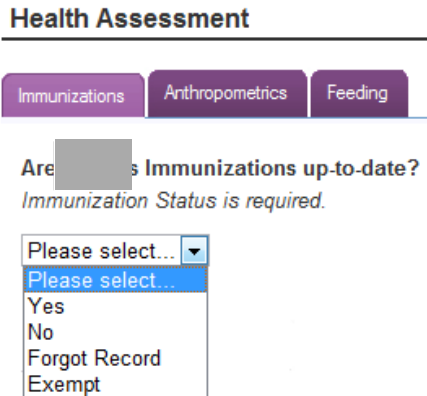 Health Assessment
Immunizations Anthropometrics Feeding
Are s Immunizations up-to-date?
Immunization Status is required.
Please select...
Please select...
Yes
No
Forgot Record
Exempt